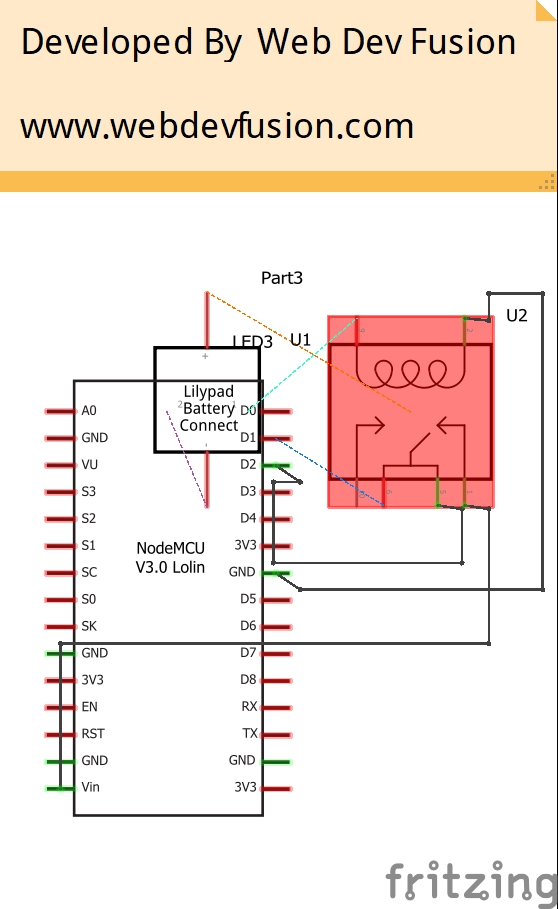 Developed By Web Dev Fusion
www.webdevfusion.com
Part3
U2
LED3
U1
+
Lilypad
Battery
Connect
-
2
A0
D0
GND
D1
VU
D2
S3
D3
S2
D4
S1
3V3
NodeMCU
V3.0 Lolin
SC
GND
S0
D5
SK
D6
GND
D7
3V3
D8
EN
RX
RST
TX
GND
GND
Vin
3V3
fritzing